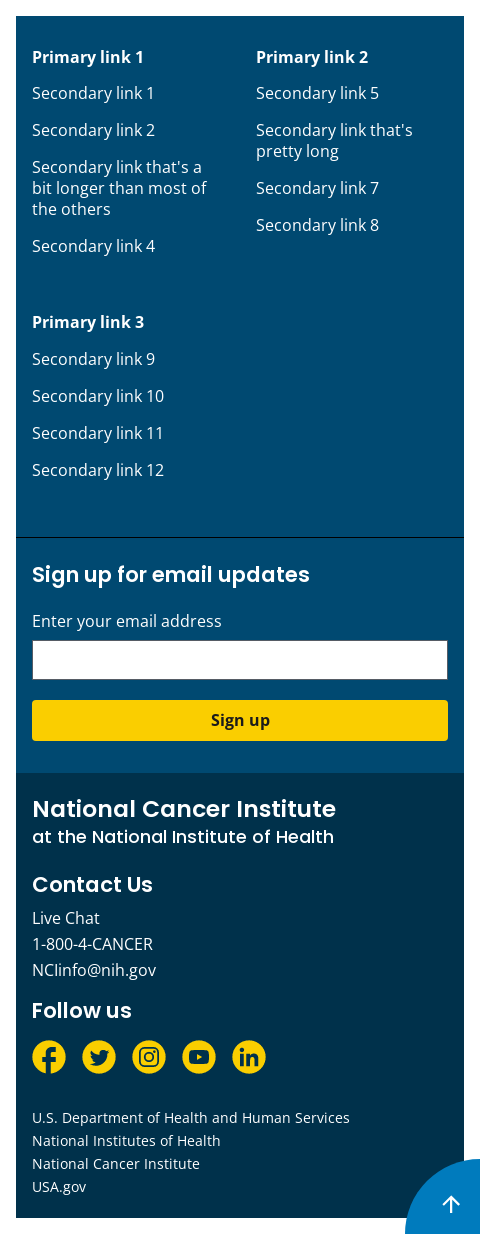 Primary link 1
Secondary link 1
Secondary link 2
Secondary link that's a
bit longer than most of
the others
Secondary link 4
Primary link 2
Secondary link 5
Secondary link that's
pretty long
Secondary link 7
Secondary link 8
Primary link 3
Secondary link 9
Secondary link 10
Secondary link 11
Secondary link 12
Sign up for email updates
Enter your email address
Sign up
National Cancer Institute
at the National Institute of Health
Contact Us
Live Chat
1-800-4-CANCER
NCIinfo@nih.gov
Follow us
U.S. Department of Health and Human Services
National Institutes of Health
National Cancer Institute
USA.gov